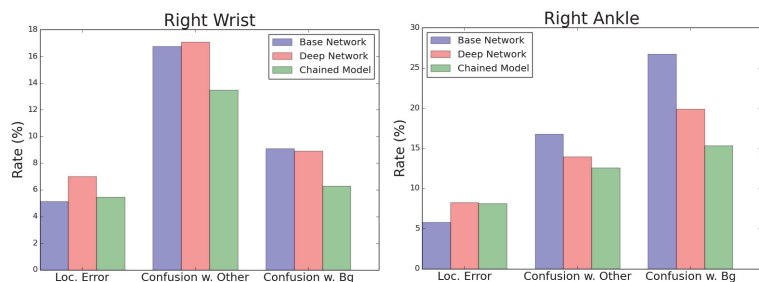 Right Wrist
18
16
14
12
10
8
6
4
2
0
Rate (%)
Base Network
Deep Network
Chained Model
Loc. Error
Confusion w. Other
Confusion w. Bg
Right Ankle
30
25
20
15
10
5
0
Rate (%)
Base Network
Deep Network
Chained Model
Loc. Error
Confusion w. Other
Confusion w. Bg